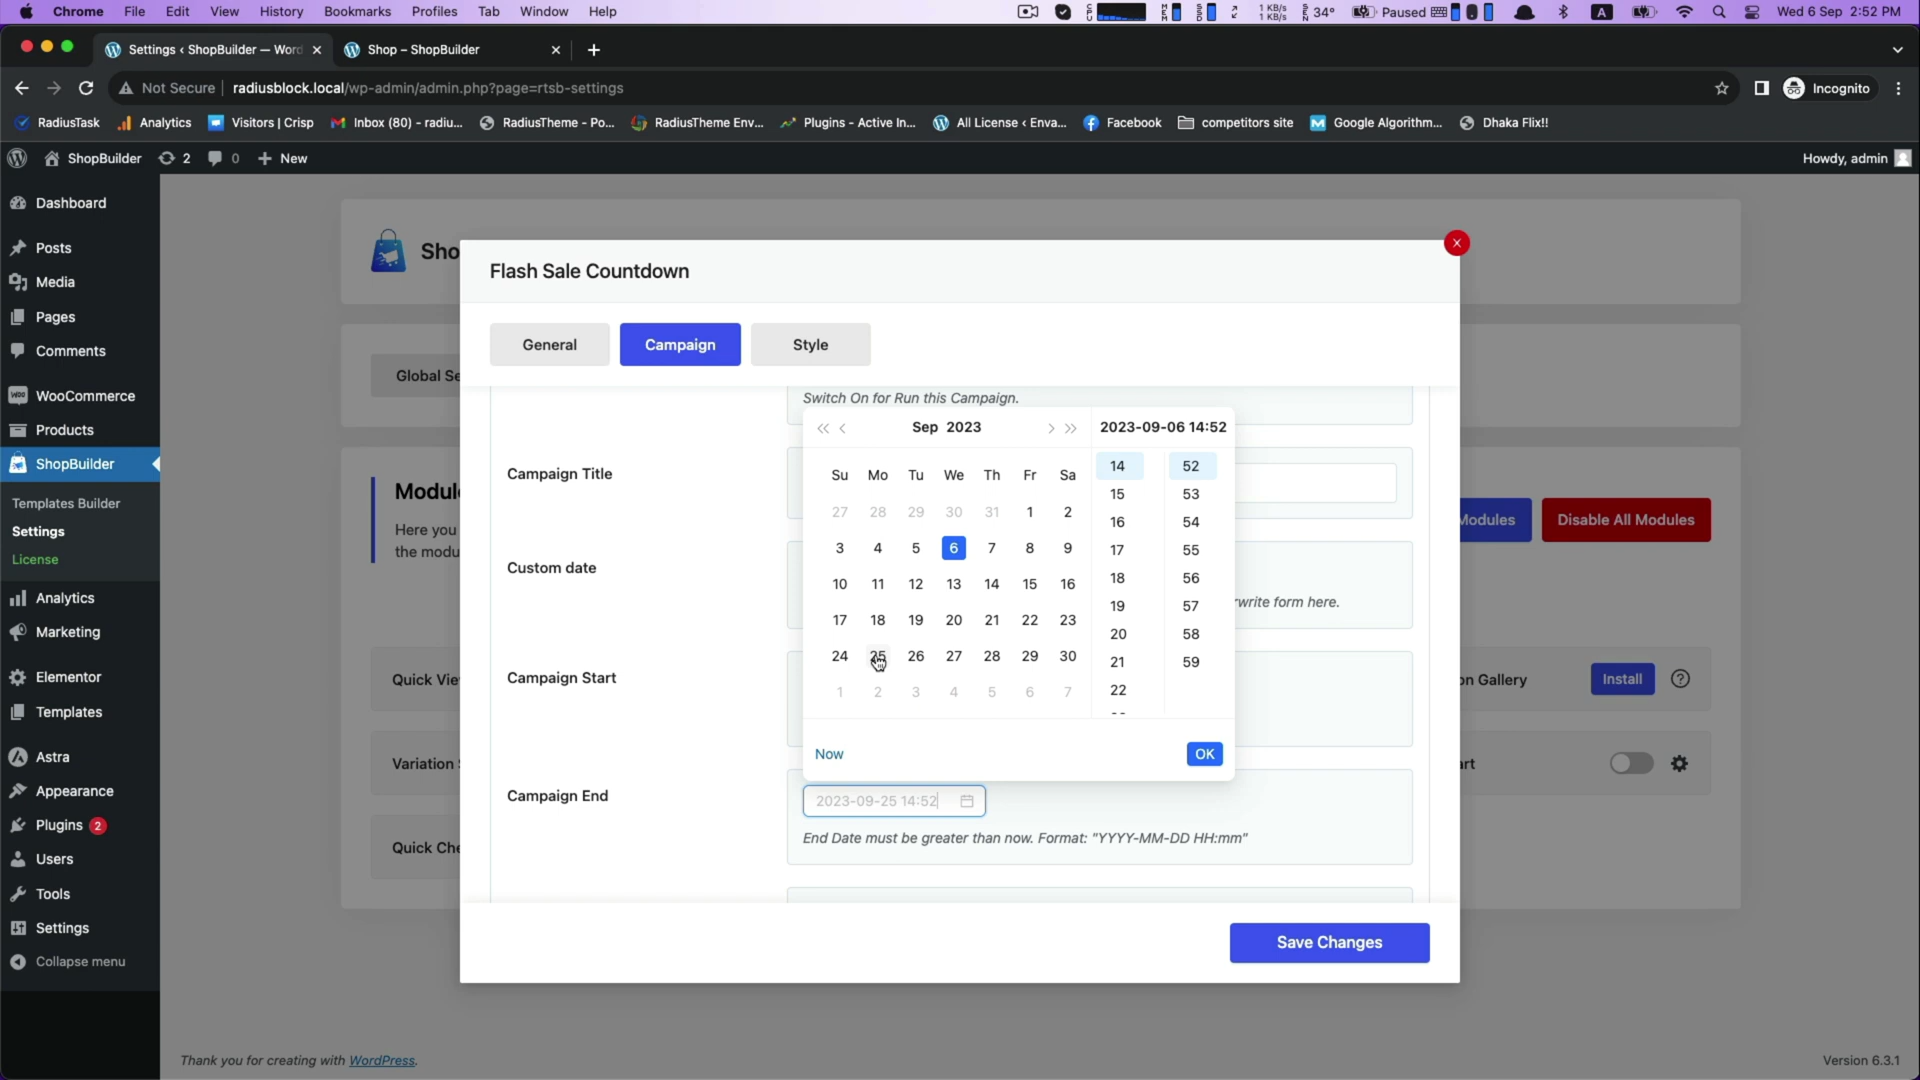 Chrome File Edit View History Bookmarks Profiles Tab Window Help
1 KB/s
1 KB/s
34° Paused A Wed 6 Sep 2:52 PM
Settings ‹ ShopBuilder — Word
Shop – ShopBuilder
Not Secure radiusblock.local/wp-admin/admin.php?page=rtsb-settings Incognito
RadiusTask Analytics Visitors | Crisp Inbox (80) - radiu... RadiusTheme - Po... RadiusTheme Env... Plugins - Active In... All License ‹ Enva... Facebook competitors site Google Algorithm... Dhaka Flix!!
ShopBuilder 2 0 New Howdy, admin
Dashboard
Posts
Media
Pages
Comments
WooCommerce
Products
ShopBuilder
Templates Builder
Settings
License
Analytics
Marketing
Elementor
Templates
Astra
Appearance
Plugins 2
Users
Tools
Settings
Collapse menu
Sho
Global Se
Modul
Here you
the modu
Modules
Disable All Modules
Quick Vie
Variation S
Quick Che
on Gallery Install
art
X
Flash Sale Countdown
General Campaign Style
Switch On for Run this Campaign.
Campaign Title
Custom date
rwrite form here.
Campaign Start
Campaign End
Sep 2023 2023-09-06 14:52
Su Mo Tu We Th Fr Sa
27 28 29 30 31 1 2
3 4 5 6 7 8 9
10 11 12 13 14 15 16
17 18 19 20 21 22 23
24 25 26 27 28 29 30
1 2 3 4 5 6 7
14 52
15 53
16 54
17 55
18 56
19 57
20 58
21 59
22
Now OK
2023-09-25 14:52
End Date must be greater than now. Format: "YYYY-MM-DD HH:mm"
Save Changes
Thank you for creating with WordPress.
Version 6.3.1